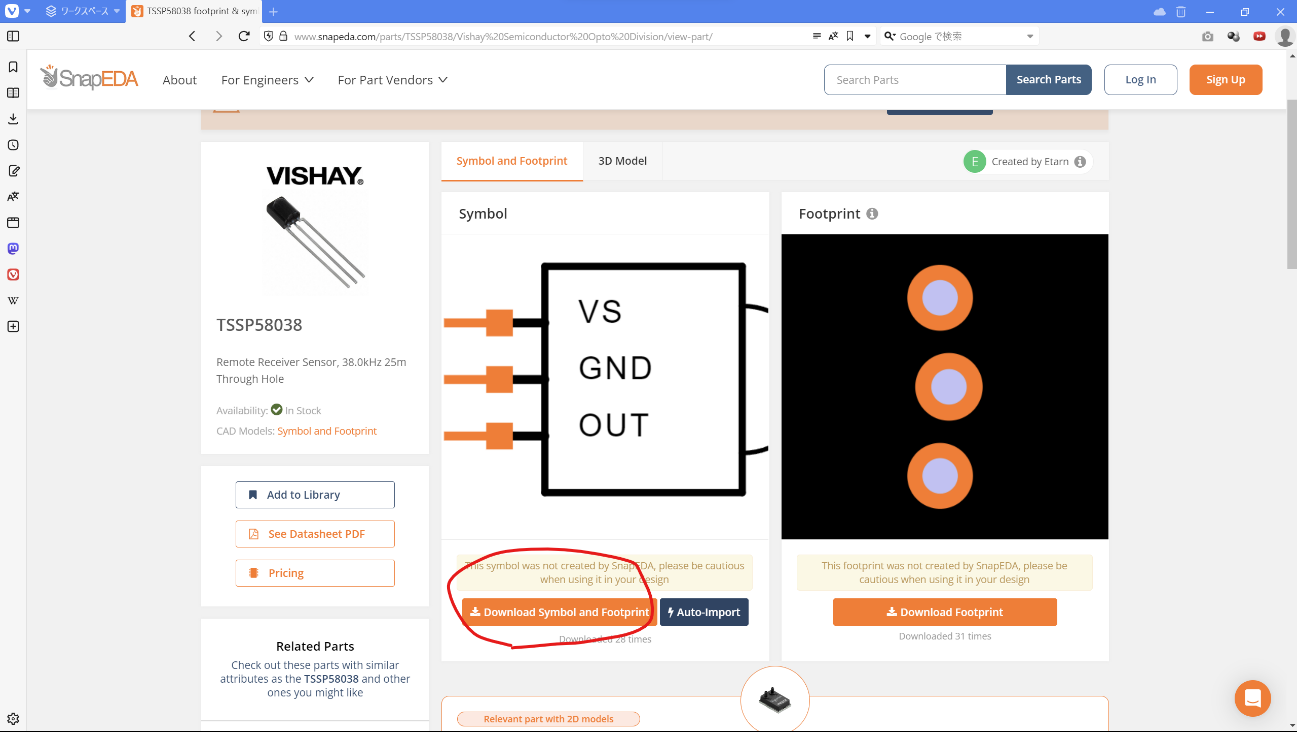 ワークスペース
TSSP58038 footprint & sym
www.snapeda.com/parts/TSSP58038/Vishay%20Semiconductor%20Opto%20Division/view-part/
Google で検索
SnapEDA
About
For Engineers
For Part Vendors
Search Parts
Search Parts
Log In
Sign Up
VISHAY.
TSSP58038
Remote Receiver Sensor, 38.0kHz 25m
Through Hole
Availability: In Stock
CAD Models: Symbol and Footprint
Add to Library
See Datasheet PDF
Pricing
Related Parts
Check out these parts with similar
attributes as the TSSP58038 and other
ones you might like
Symbol and Footprint
3D Model
E
Created by Etarn
Symbol
VS
GND
OUT
This symbol was not created by SnapEDA, please be cautious
when using it in your design
Download Symbol and Footprint
Auto-Import
Downloaded 28 times
Footprint
This footprint was not created by SnapEDA, please be
cautious when using it in your design
Download Footprint
Downloaded 31 times
Relevant part with 2D models